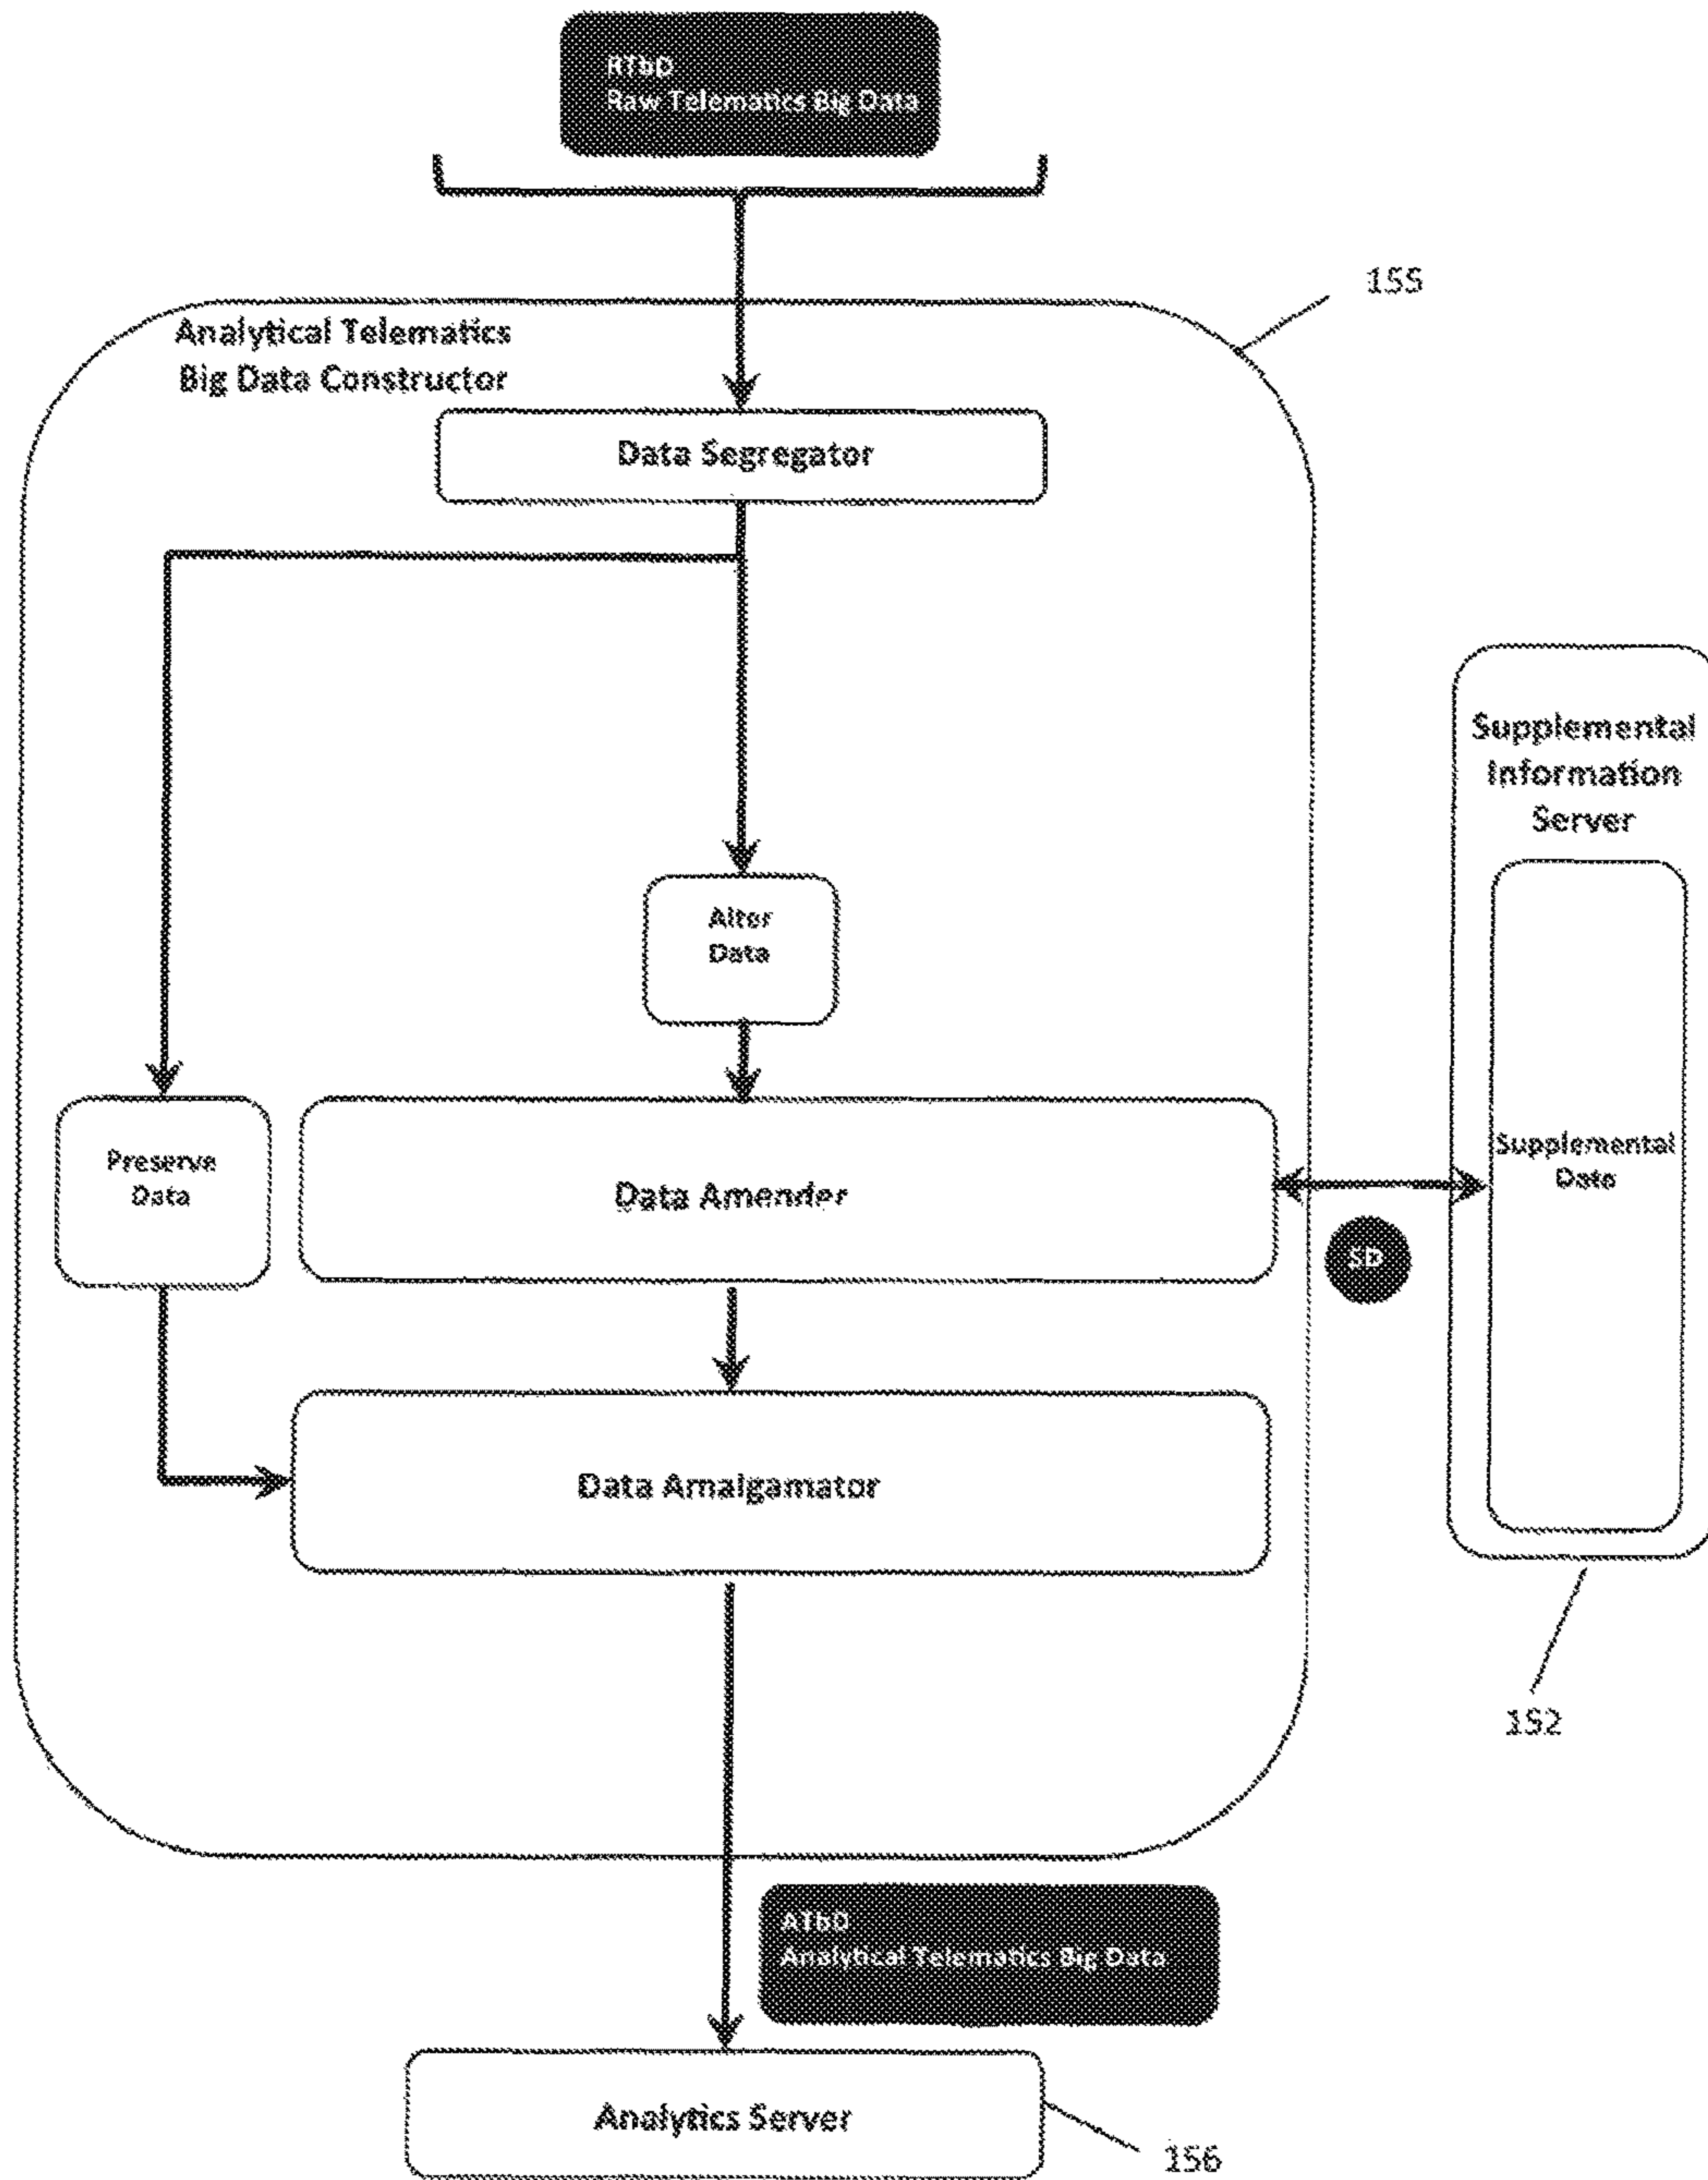 RTbD
Raw Telematics Big Data
155
Analytical Telematics
Big Data Constructor
Data Segregator
Supplemental
Information
Server
Alter
Data
Preserve
Data
Data Amender
Supplemental
Data
SD
Data Amalgamator
152
ATbD
Analytical Telematics Big Data
Analytics Server
156